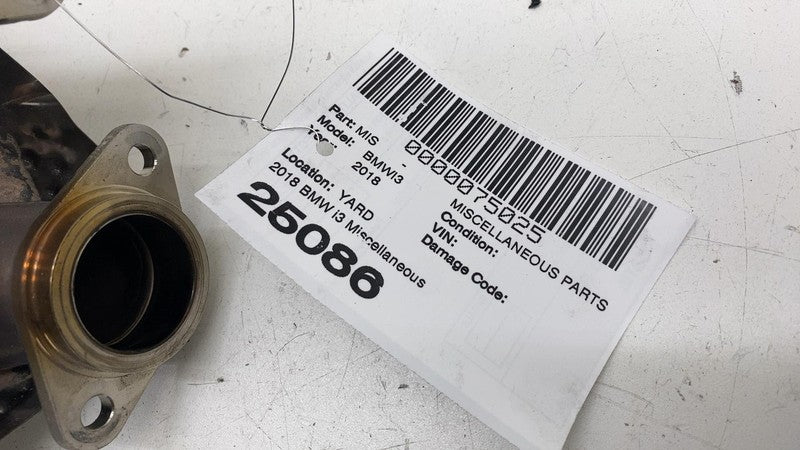 0000075025
Part: MIS - MISCELLANEOUS PARTS
Model: BMWI3 Condition:
2018 VIN:
Damage Code:
Location: YARD
2018 BMW i3 Miscellaneous
25086